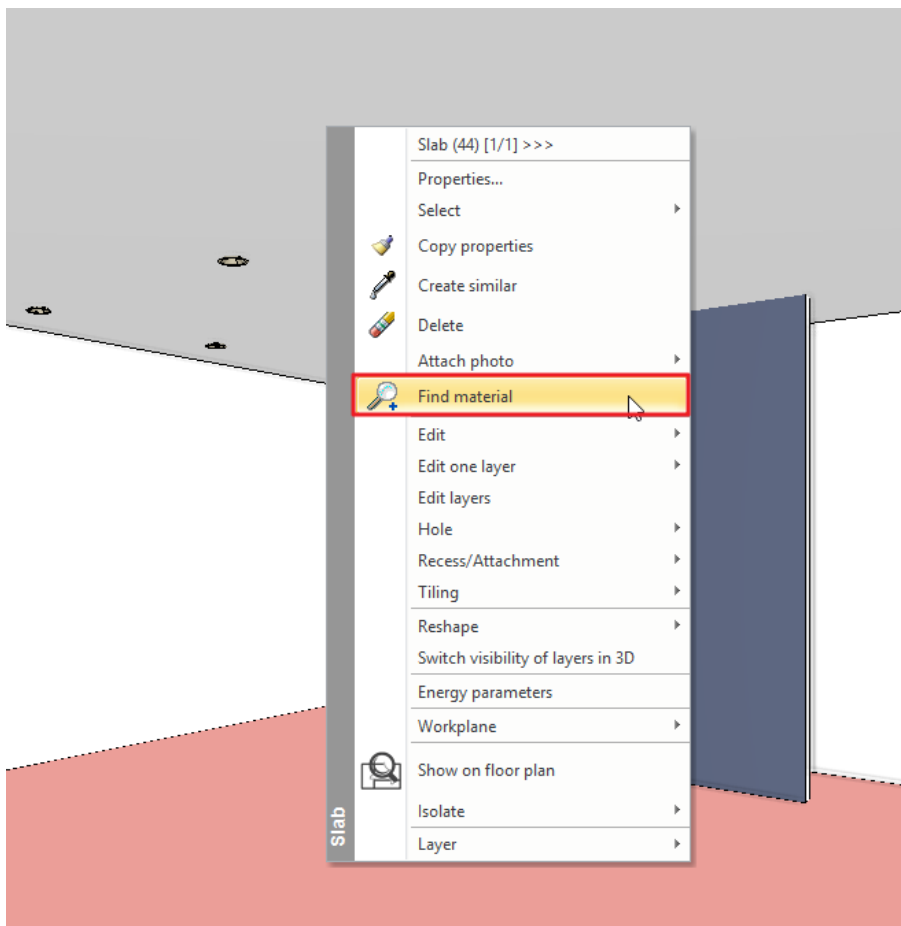 Slab (44) [1/1] >>>
Properties...
Select
Copy properties
Create similar
Delete
Attach photo
Find material
Edit
Edit one layer
Edit layers
Hole
Recess/Attachment
Tiling
Reshape
Switch visibility of layers in 3D
Energy parameters
Workplane
Show on floor plan
Isolate
Layer
Slab